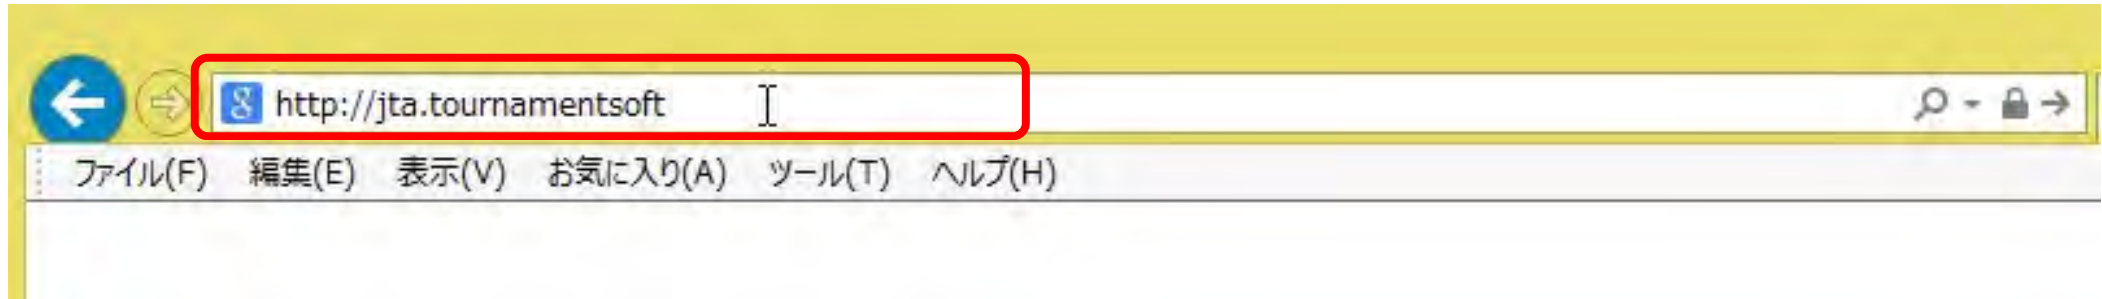 http://jta.tournamentsoft
ファイル(F) 編集(E) 表示(V) お気に入り(A) ツール(T) ヘルプ(H)